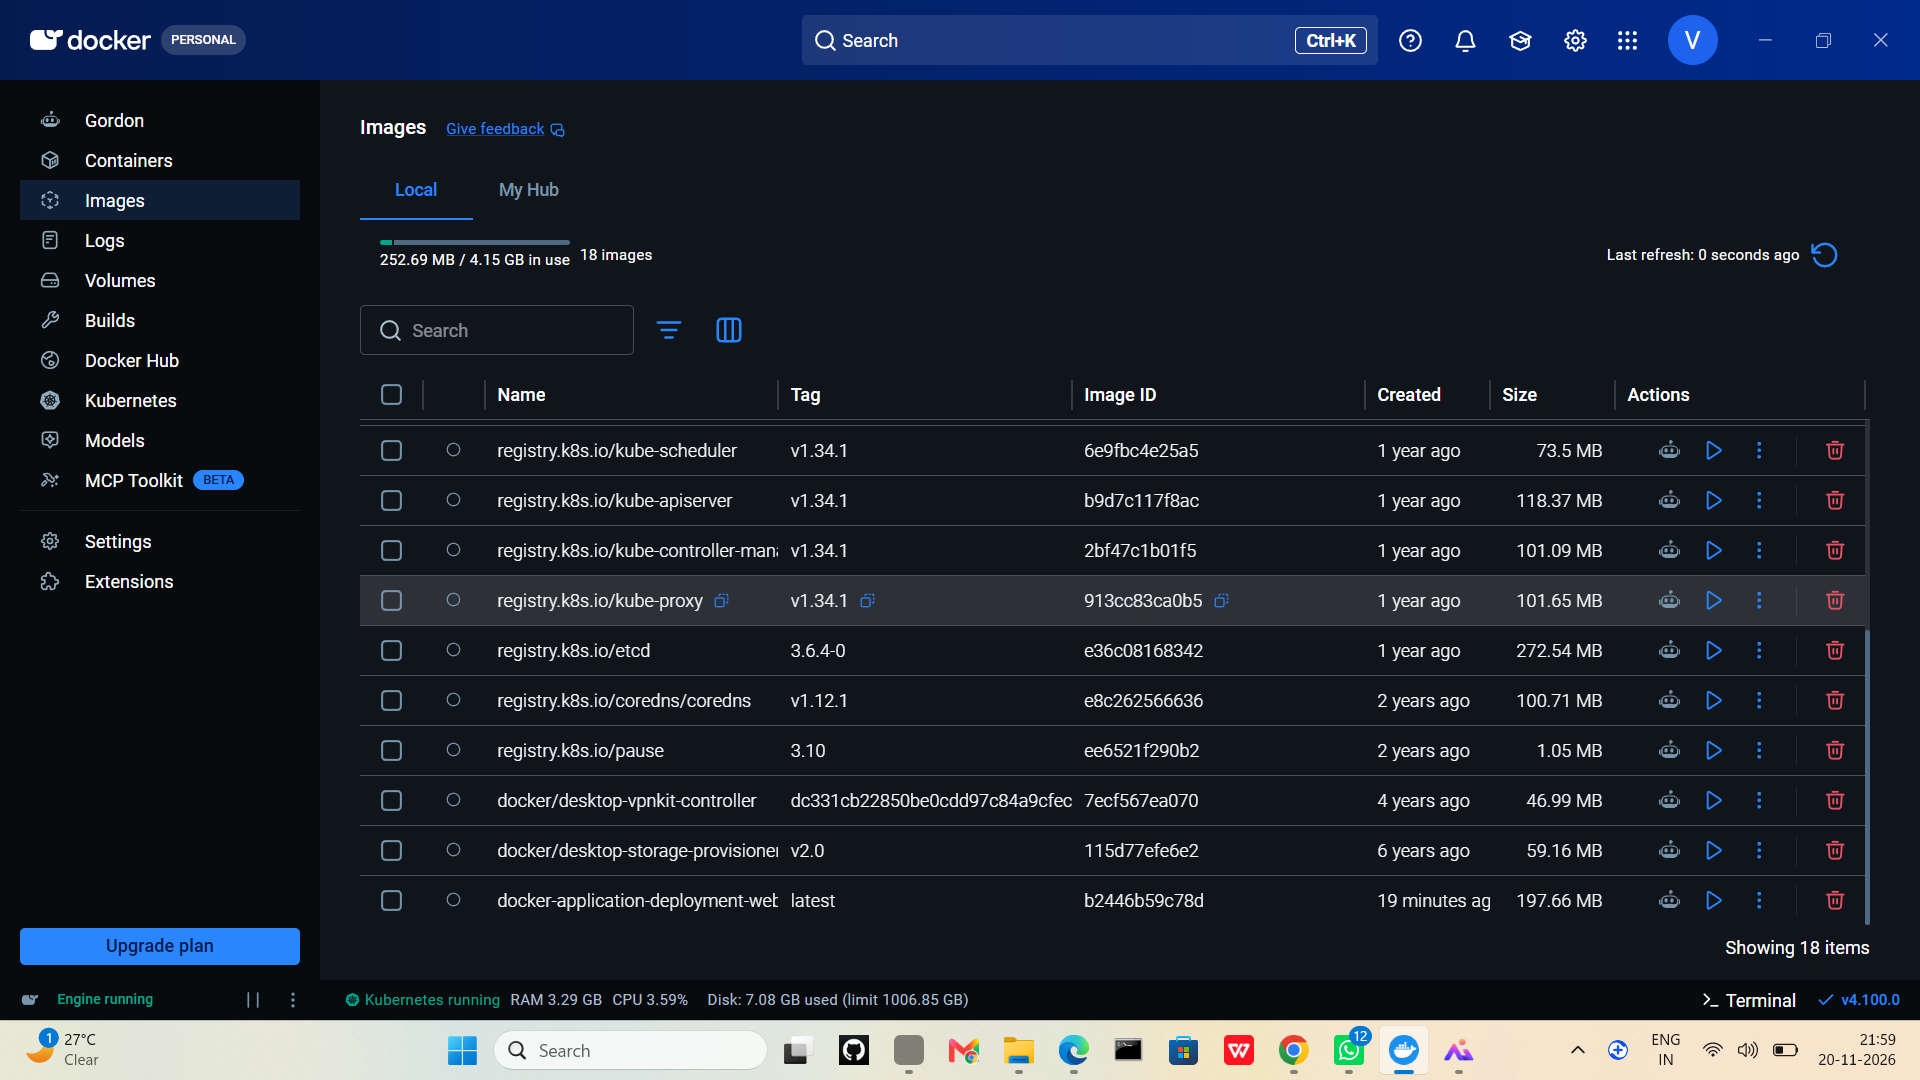 docker PERSONAL
Search Ctrl+K
V
Gordon
Containers
Images
Logs
Volumes
Builds
Docker Hub
Kubernetes
Models
MCP Toolkit BETA
Settings
Extensions
Upgrade plan
Images Give feedback
Local My Hub
252.69 MB / 4.15 GB in use 18 images
Last refresh: 0 seconds ago
Search
Name Tag Image ID Created Size Actions
registry.k8s.io/kube-scheduler v1.34.1 6e9fbc4e25a5 1 year ago 73.5 MB
registry.k8s.io/kube-apiserver v1.34.1 b9d7c117f8ac 1 year ago 118.37 MB
registry.k8s.io/kube-controller-mana v1.34.1 2bf47c1b01f5 1 year ago 101.09 MB
registry.k8s.io/kube-proxy v1.34.1 913cc83ca0b5 1 year ago 101.65 MB
registry.k8s.io/etcd 3.6.4-0 e36c08168342 1 year ago 272.54 MB
registry.k8s.io/coredns/coredns v1.12.1 e8c262566636 2 years ago 100.71 MB
registry.k8s.io/pause 3.10 ee6521f290b2 2 years ago 1.05 MB
docker/desktop-vpnkit-controller dc331cb22850be0cdd97c84a9cfec 7ecf567ea070 4 years ago 46.99 MB
docker/desktop-storage-provisioner v2.0 115d77efe6e2 6 years ago 59.16 MB
docker-application-deployment-web latest b2446b59c78d 19 minutes ag 197.66 MB
Showing 18 items
Engine running
Kubernetes running RAM 3.29 GB CPU 3.59% Disk: 7.08 GB used (limit 1006.85 GB)
Terminal v4.100.0
1 27°C
Clear
Search
12
ENG
IN
21:59
20-11-2026